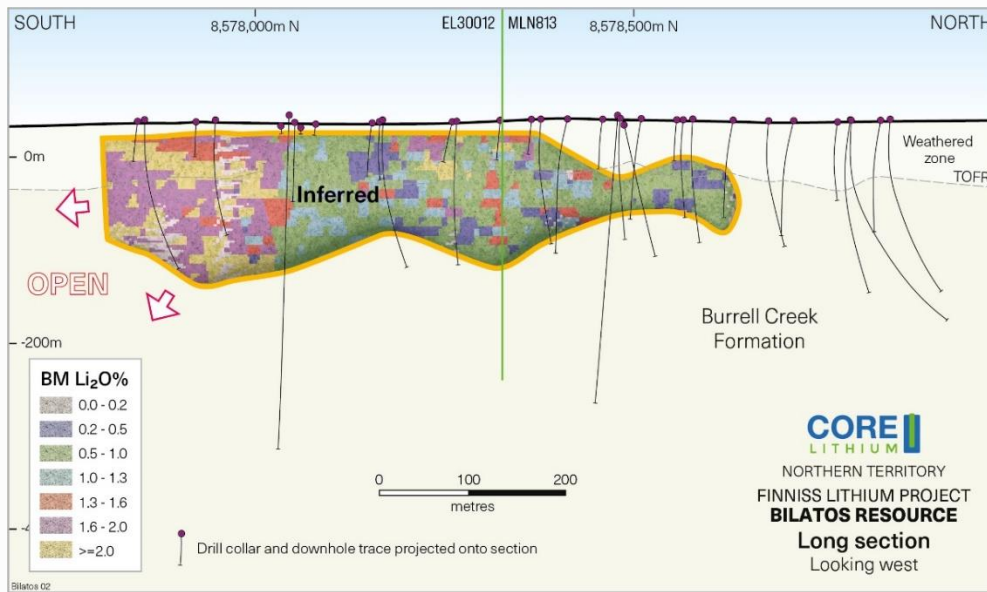 SOUTH
8,578,000m N
EL30012
MLN813
8,578,500m N
NORTH
0m
Weathered
zone
TOFR
Inferred
OPEN
-200m
Burrell Creek
Formation
BM Li₂O%
0.0 - 0.2
0.2 - 0.5
0.5 - 1.0
1.0 - 1.3
1.3 - 1.6
1.6 - 2.0
>=2.0
0 100 200
metres
Drill collar and downhole trace projected onto section
CORE
LITHIUM
NORTHERN TERRITORY
FINNISS LITHIUM PROJECT
BILATOS RESOURCE
Long section
Looking west
Bilatos 02